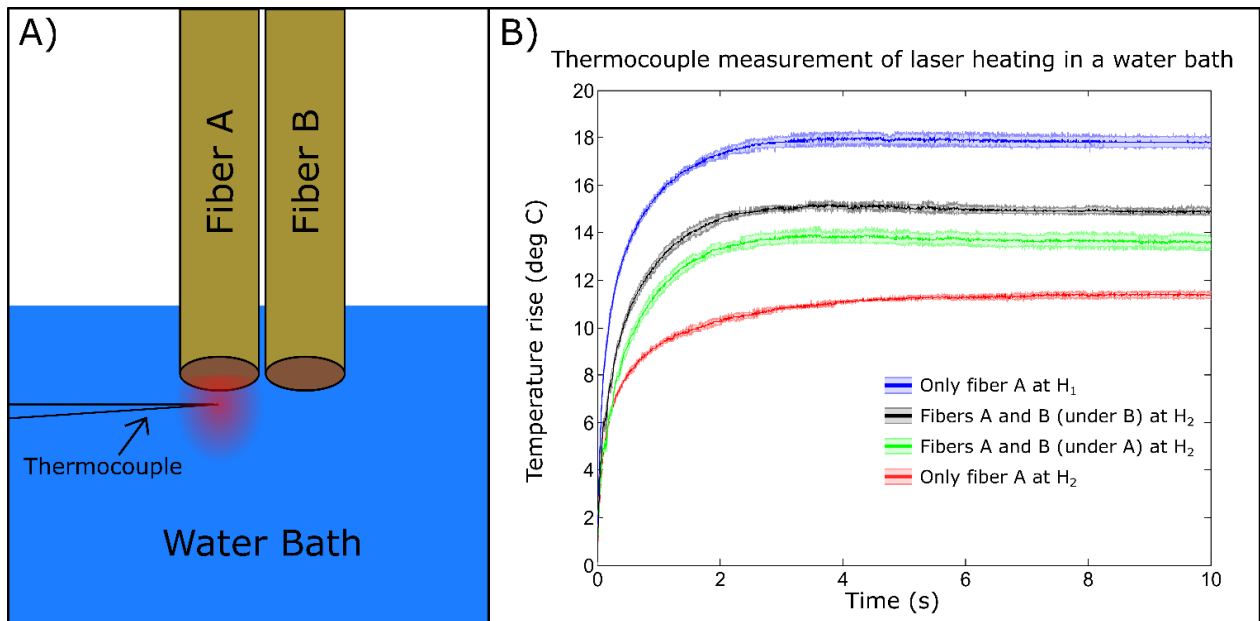 A)
Fiber A
Fiber B
Thermocouple
Water Bath
B)
Thermocouple measurement of laser heating in a water bath
Temperature rise (deg C)
20
18
16
14
12
10
8
6
4
2
0
Only fiber A at H₁
Fibers A and B (under B) at H₂
Fibers A and B (under A) at H₂
Only fiber A at H₂
0 2 4 6 8 10
Time (s)